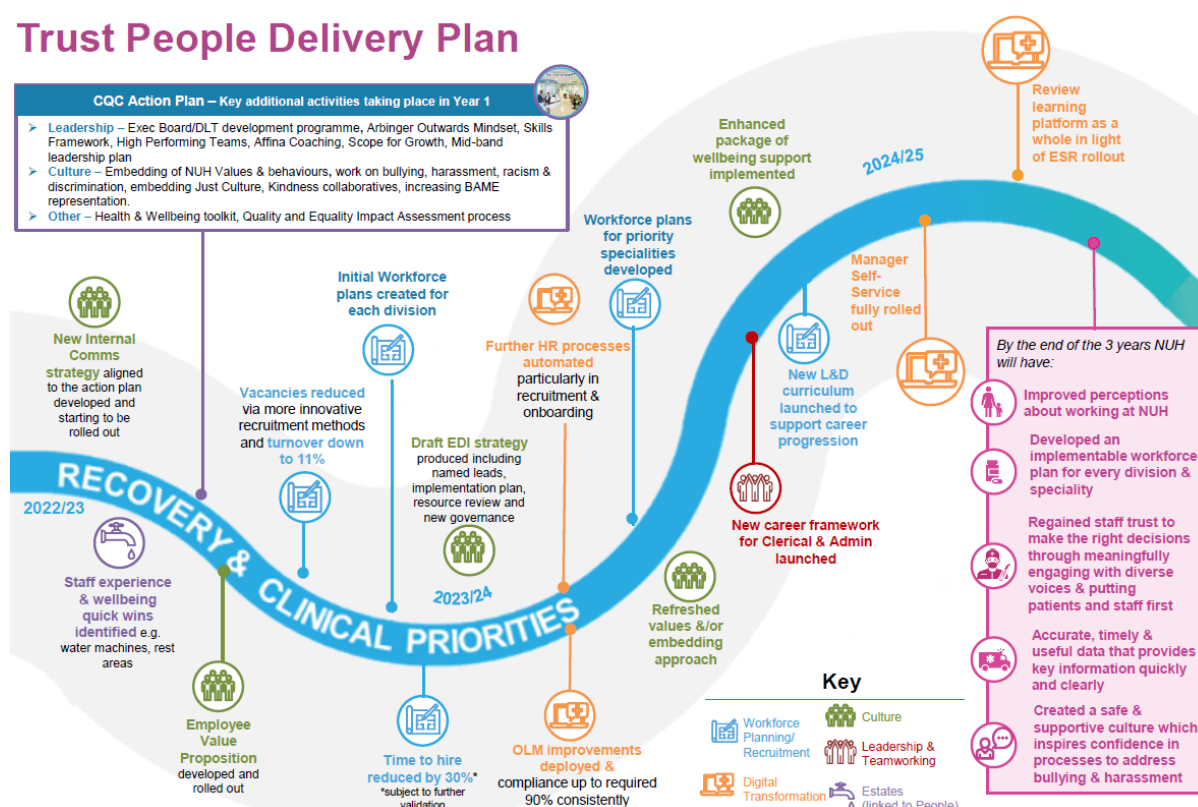 Trust People Delivery Plan
CQC Action Plan – Key additional activities taking place in Year 1
Leadership – Exec Board/DLT development programme, Arbinger Outwards Mindset, Skills
Framework, High Performing Teams, Affina Coaching, Scope for Growth, Mid-band
leadership plan
Culture – Embedding of NUH Values & behaviours, work on bullying, harassment, racism &
discrimination, embedding Just Culture, Kindness collaboratives, increasing BAME
representation.
Other – Health & Wellbeing toolkit, Quality and Equality Impact Assessment process
New Internal
Comms
strategy aligned
to the action plan
developed and
starting to be
rolled out
RECOVERY & CLINICAL PRIORITIES
2022/23
Staff experience
& wellbeing
quick wins
identified e.g.
water machines, rest
areas
Employee
Value
Proposition
developed and
rolled out
Vacancies reduced
via more innovative
recruitment methods
and turnover down
to 11%
Initial Workforce
plans created for
each division
Time to hire
reduced by 30%*
*subject to further
validation
2023/24
Draft EDI strategy
produced including
named leads,
implementation plan,
resource review and
new governance
Further HR processes
automated
particularly in
recruitment &
onboarding
OLM improvements
deployed &
compliance up to required
90% consistently
Workforce plans
for priority
specialities
developed
Refreshed
values &/or
embedding
approach
Enhanced
package of
wellbeing support
implemented
New career framework
for Clerical & Admin
launched
New L&D
curriculum
launched to
support career
progression
2024/25
Manager
Self-
Service
fully rolled
out
Review
learning
platform as a
whole in light
of ESR rollout
By the end of the 3 years NUH
will have:
Improved perceptions
about working at NUH
Developed an
implementable workforce
plan for every division &
speciality
Regained staff trust to
make the right decisions
through meaningfully
engaging with diverse
voices & putting
patients and staff first
Accurate, timely &
useful data that provides
key information quickly
and clearly
Created a safe &
supportive culture which
inspires confidence in
processes to address
bullying & harassment
Key
Workforce
Planning/
Recruitment
Digital
Transformation
Culture
Leadership &
Teamworking
Estates
(linked to People)